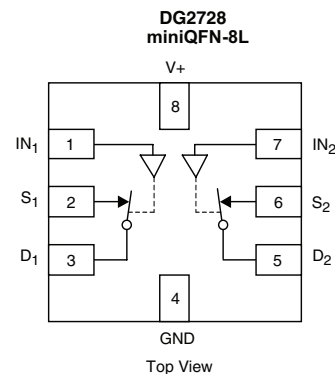 DG2728
miniQFN-8L
V+
8
IN1 1 7 IN2
S1 2 6 S2
D1 3 5 D2
4
GND
Top View